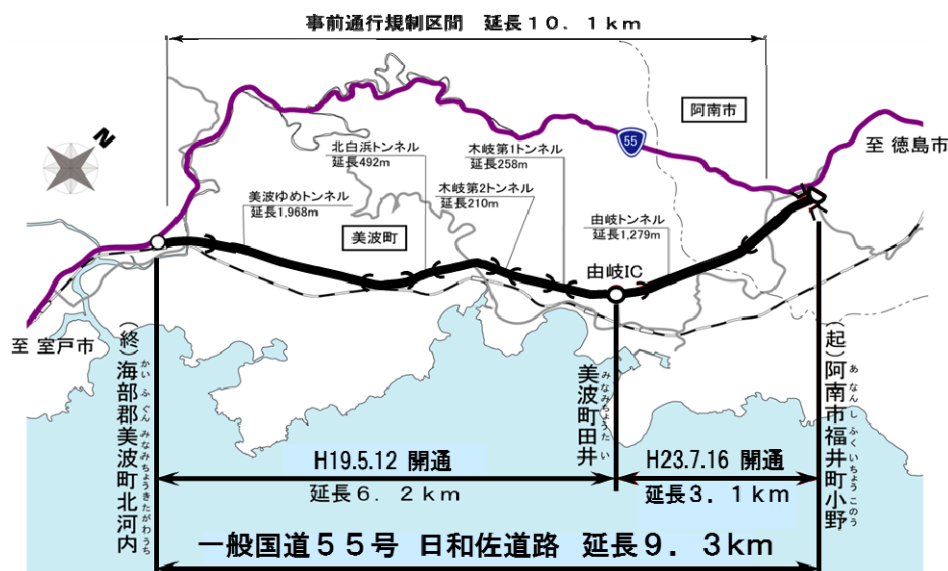 事前通行規制区間 延長10.1km
N
阿南市
55
至 徳島市
北白浜トンネル
延長492m
木岐第1トンネル
延長258m
美波ゆめトンネル
延長1,968m
木岐第2トンネル
延長210m
美波町
由岐トンネル
延長1,279m
由岐IC
至 室戸市
(終)海部郡美波町北河内
かいふぐんみなみちょうきたがわうち
美波町田井
みなみちょうたい
(起)阿南市福井町小野
あなんしふくいちょうこのう
H19.5.12 開通
延長6.2km
H23.7.16 開通
延長3.1km
一般国道55号 日和佐道路 延長9.3km